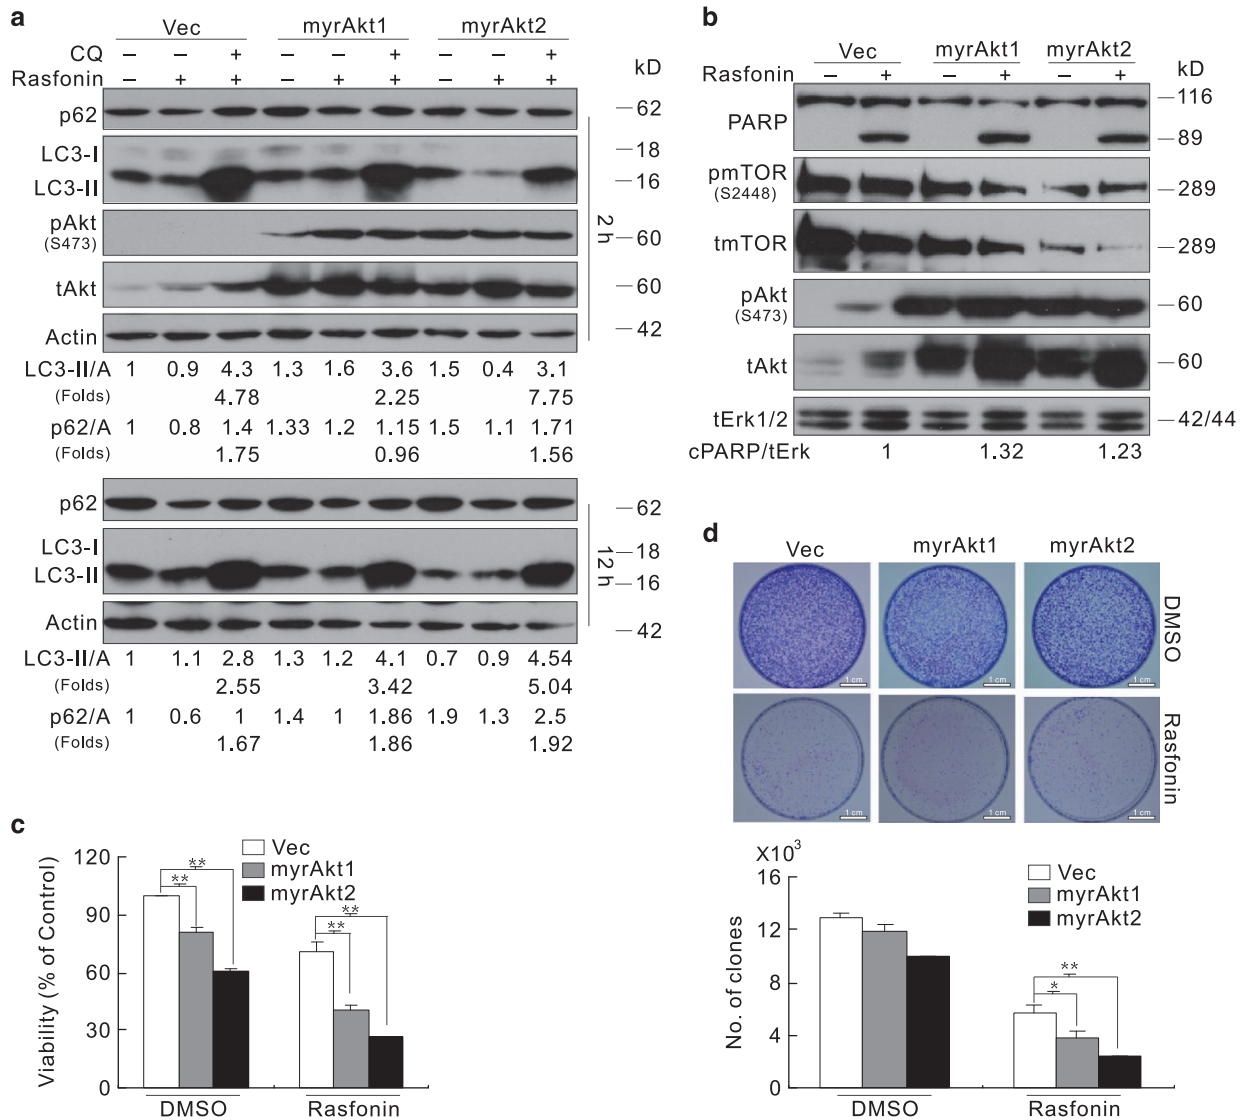 a
Vec myrAkt1 myrAkt2
CQ – – + – – + – – +
Rasfonin – + + – + + – + + kD
p62 –62
LC3-I –18
LC3-II –16
pAkt
(S473) –60
tAkt –60
Actin –42
2 h
LC3-II/A 1 0.9 4.3 1.3 1.6 3.6 1.5 0.4 3.1
(Folds) 4.78 2.25 7.75
p62/A 1 0.8 1.4 1.33 1.2 1.15 1.5 1.1 1.71
(Folds) 1.75 0.96 1.56
p62 –62
LC3-I –18
LC3-II –16
Actin –42
12 h
LC3-II/A 1 1.1 2.8 1.3 1.2 4.1 0.7 0.9 4.54
(Folds) 2.55 3.42 5.04
p62/A 1 0.6 1 1.4 1 1.86 1.9 1.3 2.5
(Folds) 1.67 1.86 1.92
b
Vec myrAkt1 myrAkt2
Rasfonin – + – + – + kD
–116
PARP
–89
pmTOR
(S2448) –289
tmTOR –289
pAkt
(S473) –60
tAkt –60
tErk1/2 –42/44
cPARP/tErk 1 1.32 1.23
c
Vec
myrAkt1
myrAkt2
Viability (% of Control)
120
90
60
30
0
** **
** **
DMSO Rasfonin
d
Vec myrAkt1 myrAkt2
DMSO
1 cm 1 cm 1 cm
Rasfonin
1 cm 1 cm 1 cm
X10³
Vec
myrAkt1
myrAkt2
No. of clones
16
12
8
4
0
**
*
DMSO Rasfonin